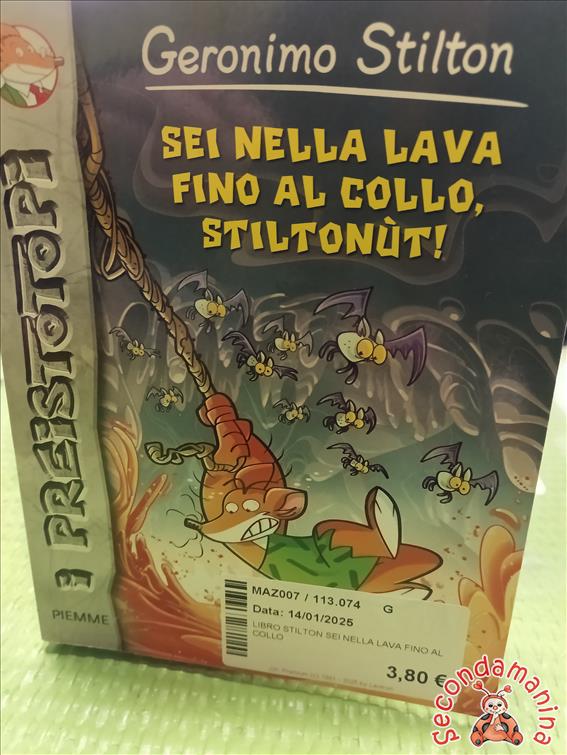 Geronimo Stilton
SEI NELLA LAVA
FINO AL COLLO,
STILTONÙT!
I PREISTOTOPI
PIEMME
MAZ007 / 113.074 G
Data: 14/01/2025
LIBRO STILTON SEI NELLA LAVA FINO AL
COLLO
3,80 €
secondamanina